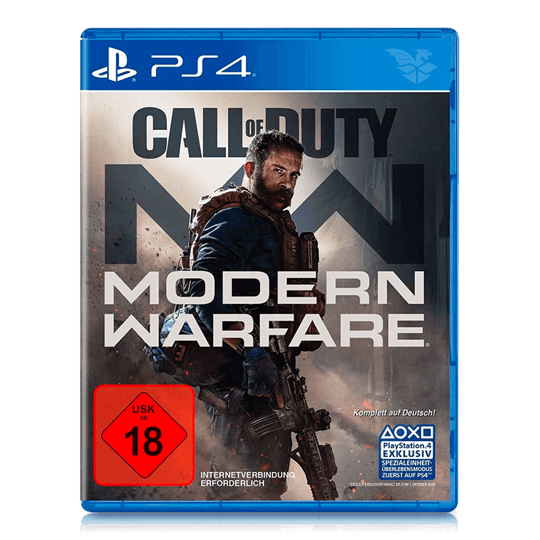 PS4
CALL OF DUTY
MODERN
WARFARE
Komplett auf Deutsch!
USK
ab
18
INTERNETVERBINDUNG
ERFORDERLICH
PlayStation.4
EXKLUSIV
SPEZIALEINHEIT-
ÜBERLEBENSMODUS
ZUERST AUF PS4™